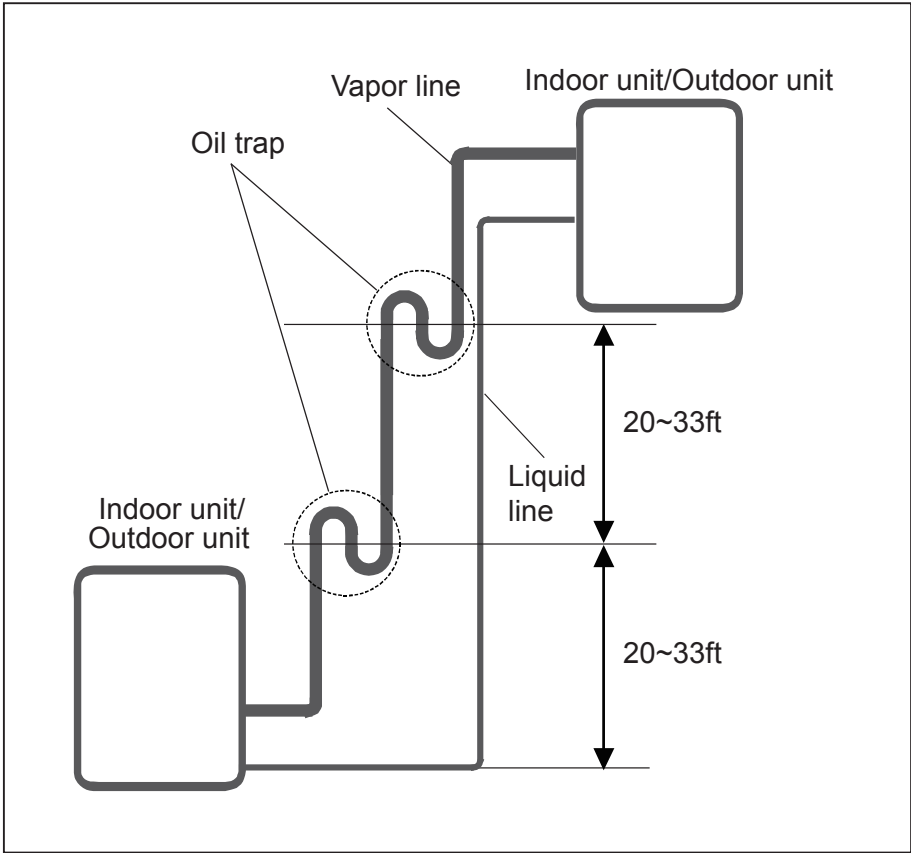 Indoor unit/Outdoor unit
Vapor line
Oil trap
20~33ft
Liquid
line
Indoor unit/
Outdoor unit
20~33ft